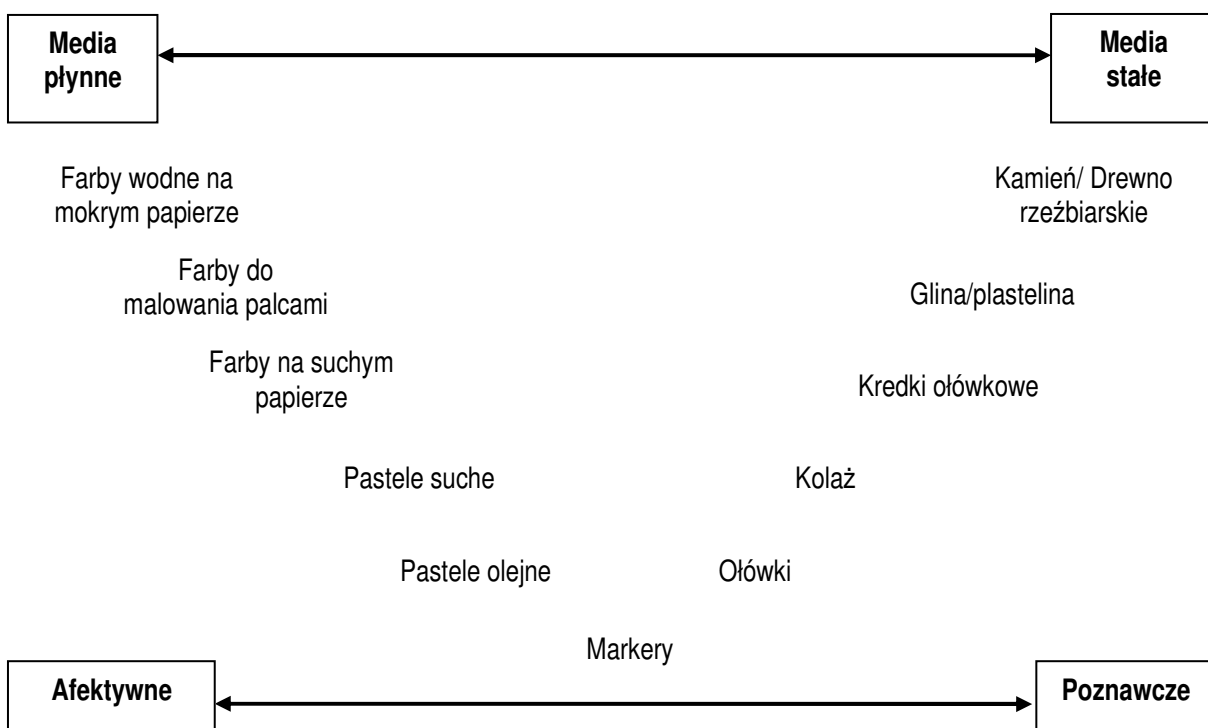 Media
płynne
Media
stałe
Farby wodne na
mokrym papierze
Kamień/ Drewno
rzeźbiarskie
Farby do
malowania palcami
Glina/plastelina
Farby na suchym
papierze
Kredki ołówkowe
Pastele suche
Kolaż
Pastele olejne
Ołówki
Markery
Afektywne
Poznawcze